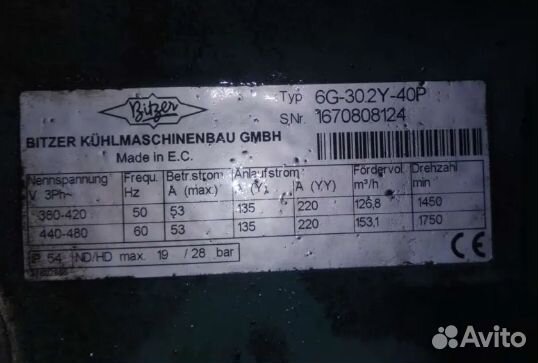 Bitzer
Typ 6G-30.2Y-40P
S.Nr. 1670808124
BITZER KÜHLMASCHINENBAU GMBH
Made in E.C.
Nennspannung V 3Ph~ Frequ. Hz Betr.strom A (max.) Anlaufstrom (Y) A (YY) Fördervol. m³/h Drehzahl min
380-420 50 53 135 220 126,8 1450
440-480 60 53 135 220 153,1 1750
IP 54 ND/HD max. 19 / 28 bar
CE
Avito